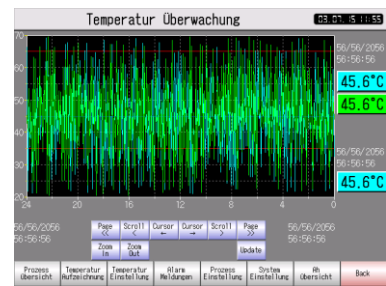 Temperatur Überwachung
03.07.15 11:55
70
60
50
40
30
20
24
20
16
12
8
4
0
56/56/2056
56:56:56
45.6°C
45.6°C
56/56/2056
56:56:56
45.6°C
56/56/2056
56:56:56
Page
<<
Scroll
<
Cursor
←
Cursor
→
Scroll
>
Page
>>
56/56/2056
56:56:56
Zoom
In
Zoom
Out
Update
Prozess
Übersicht
Temperatur
Aufzeichnung
Temperatur
Einstellung
Alarm
Meldungen
Prozess
Einstellung
System
Einstellung
Ah
Übersicht
Back